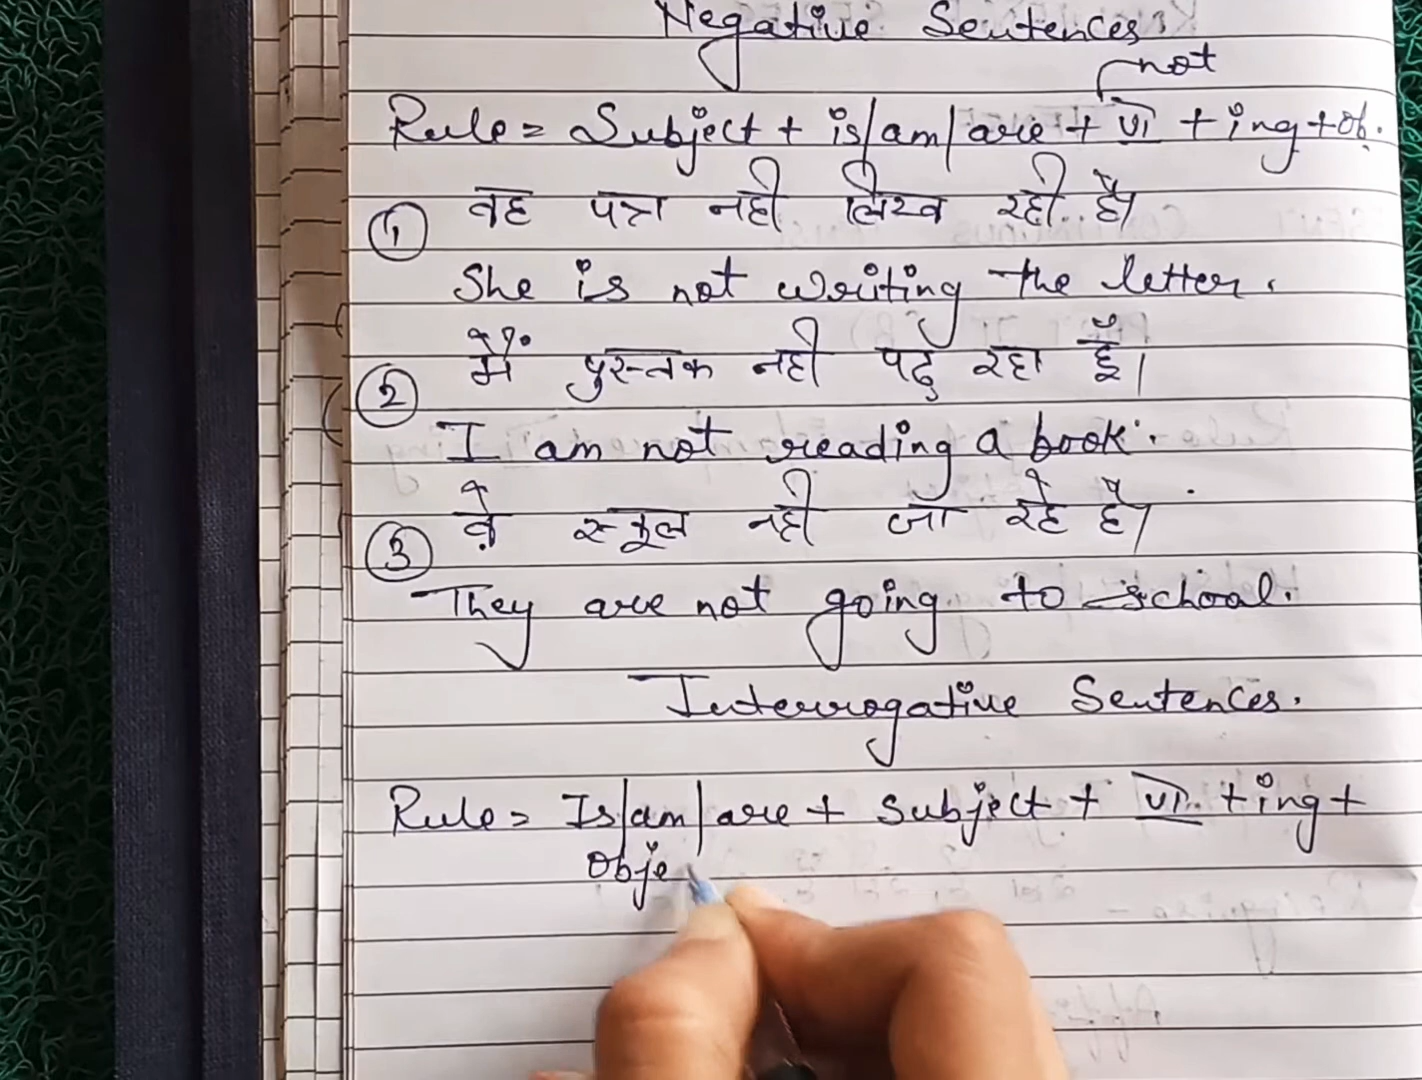 Negative Sentences
not
Rule = Subject + is/am/are + V1 + ing + ob.
① वह पत्र नही लिख रही है।
She is not writing the letter.
② मैं पुस्तक नही पढ़ रहा हूँ।
I am not reading a book.
③ वे स्कूल नही जा रहे है।
They are not going to school.
Interrogative Sentences.
Rule = Is/am/are + Subject + V1 + ing +
Obje